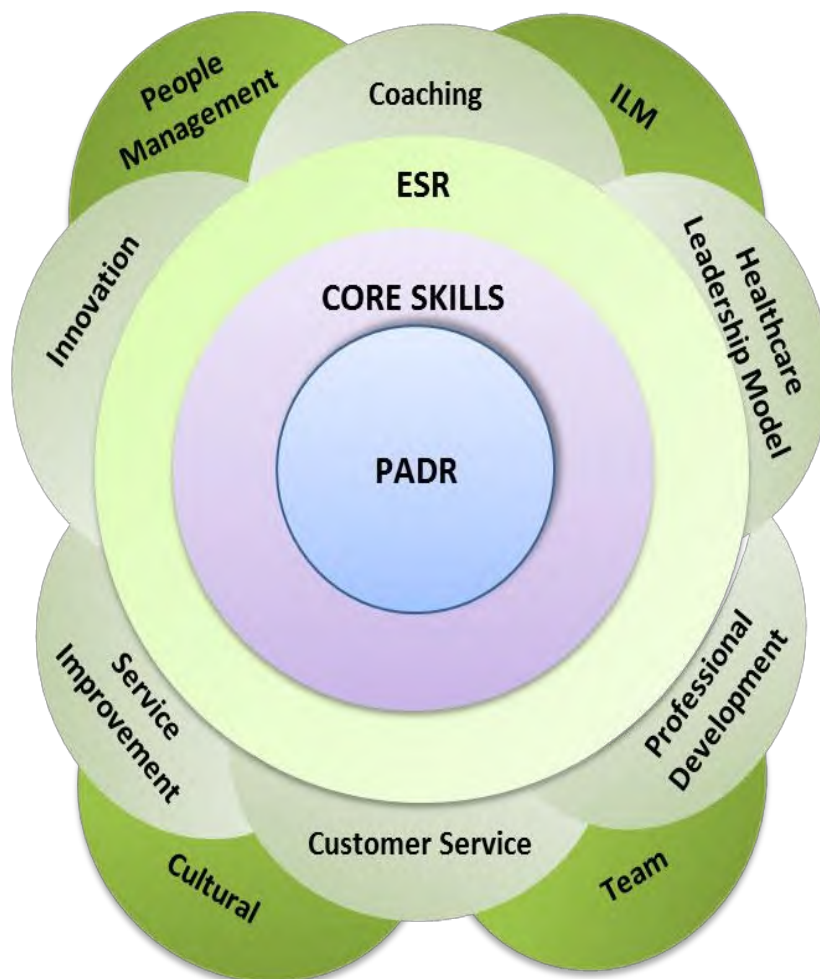 People
Management
Coaching
ILM
ESR
Innovation
Healthcare
Leadership Model
CORE SKILLS
PADR
Service
Improvement
Professional
Development
Customer Service
Cultural
Team